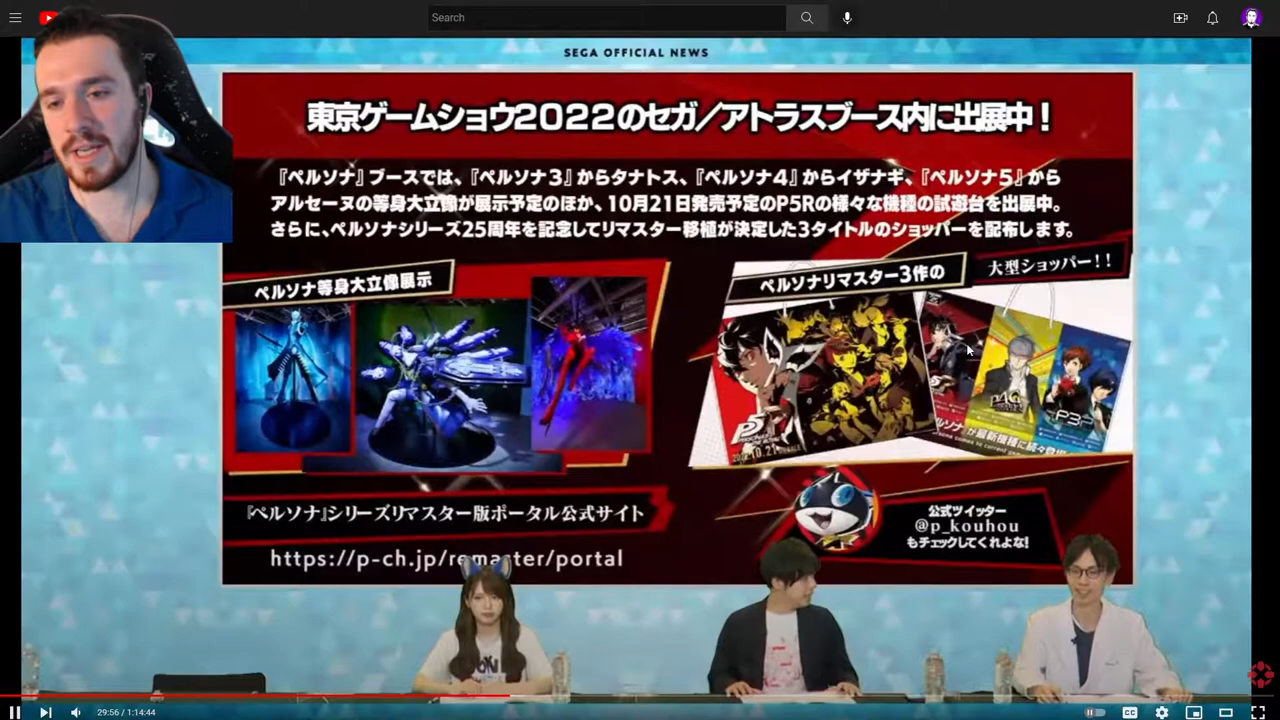 Search
SEGA OFFICIAL NEWS
東京ゲームショウ2022のセガ／アトラスブース内に出展中！
『ペルソナ』ブースでは、『ペルソナ3』からタナトス、『ペルソナ4』からイザナギ、『ペルソナ5』から
アルセーヌの等身大立像が展示予定のほか、10月21日発売予定のP5Rの様々な機種の試遊台を出展中。
さらに、ペルソナシリーズ25周年を記念してリマスター移植が決定した3タイトルのショッパーを配布します。
ペルソナ等身大立像展示
ペルソナリマスター3作の
大型ショッパー！！
P4G
P3P
『ペルソナ』シリーズリマスター版ポータル公式サイト
https://p-ch.jp/remaster/portal
公式ツイッター
@p_kouhou
もチェックしてくれよな!
29:56 / 1:14:44
CC